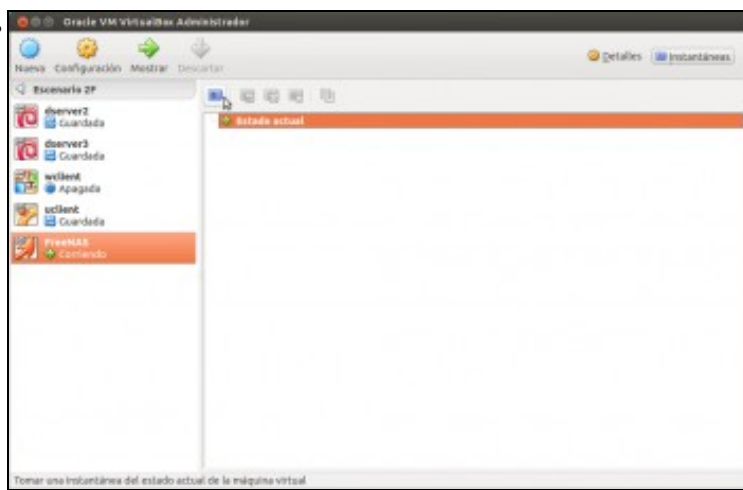 Oracle VM VirtualBox Administrador
Nueva Configuración Mostrar Descartar
Detalles Instantáneas
Escenario 2F
dserver2
Guardada
Estado actual
dserver3
Guardada
wclient
Apagada
uclient
Guardada
FreeNAS
Corriendo
Tomar una instantánea del estado actual de la máquina virtual